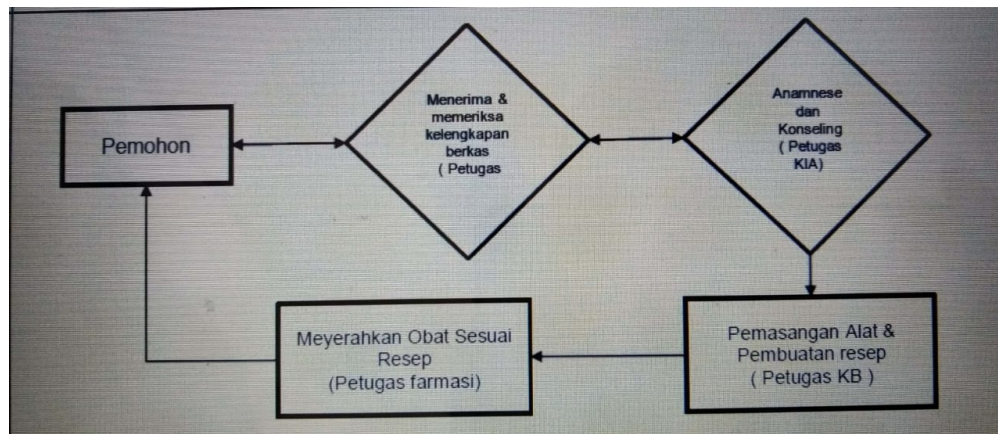 Pemohon
Menerima &
memeriksa
kelengkapan
berkas
( Petugas
Anamnese
dan
Konseling
( Petugas
KIA)
Pemasangan Alat &
Pembuatan resep
( Petugas KB )
Meyerahkan Obat Sesuai
Resep
(Petugas farmasi)